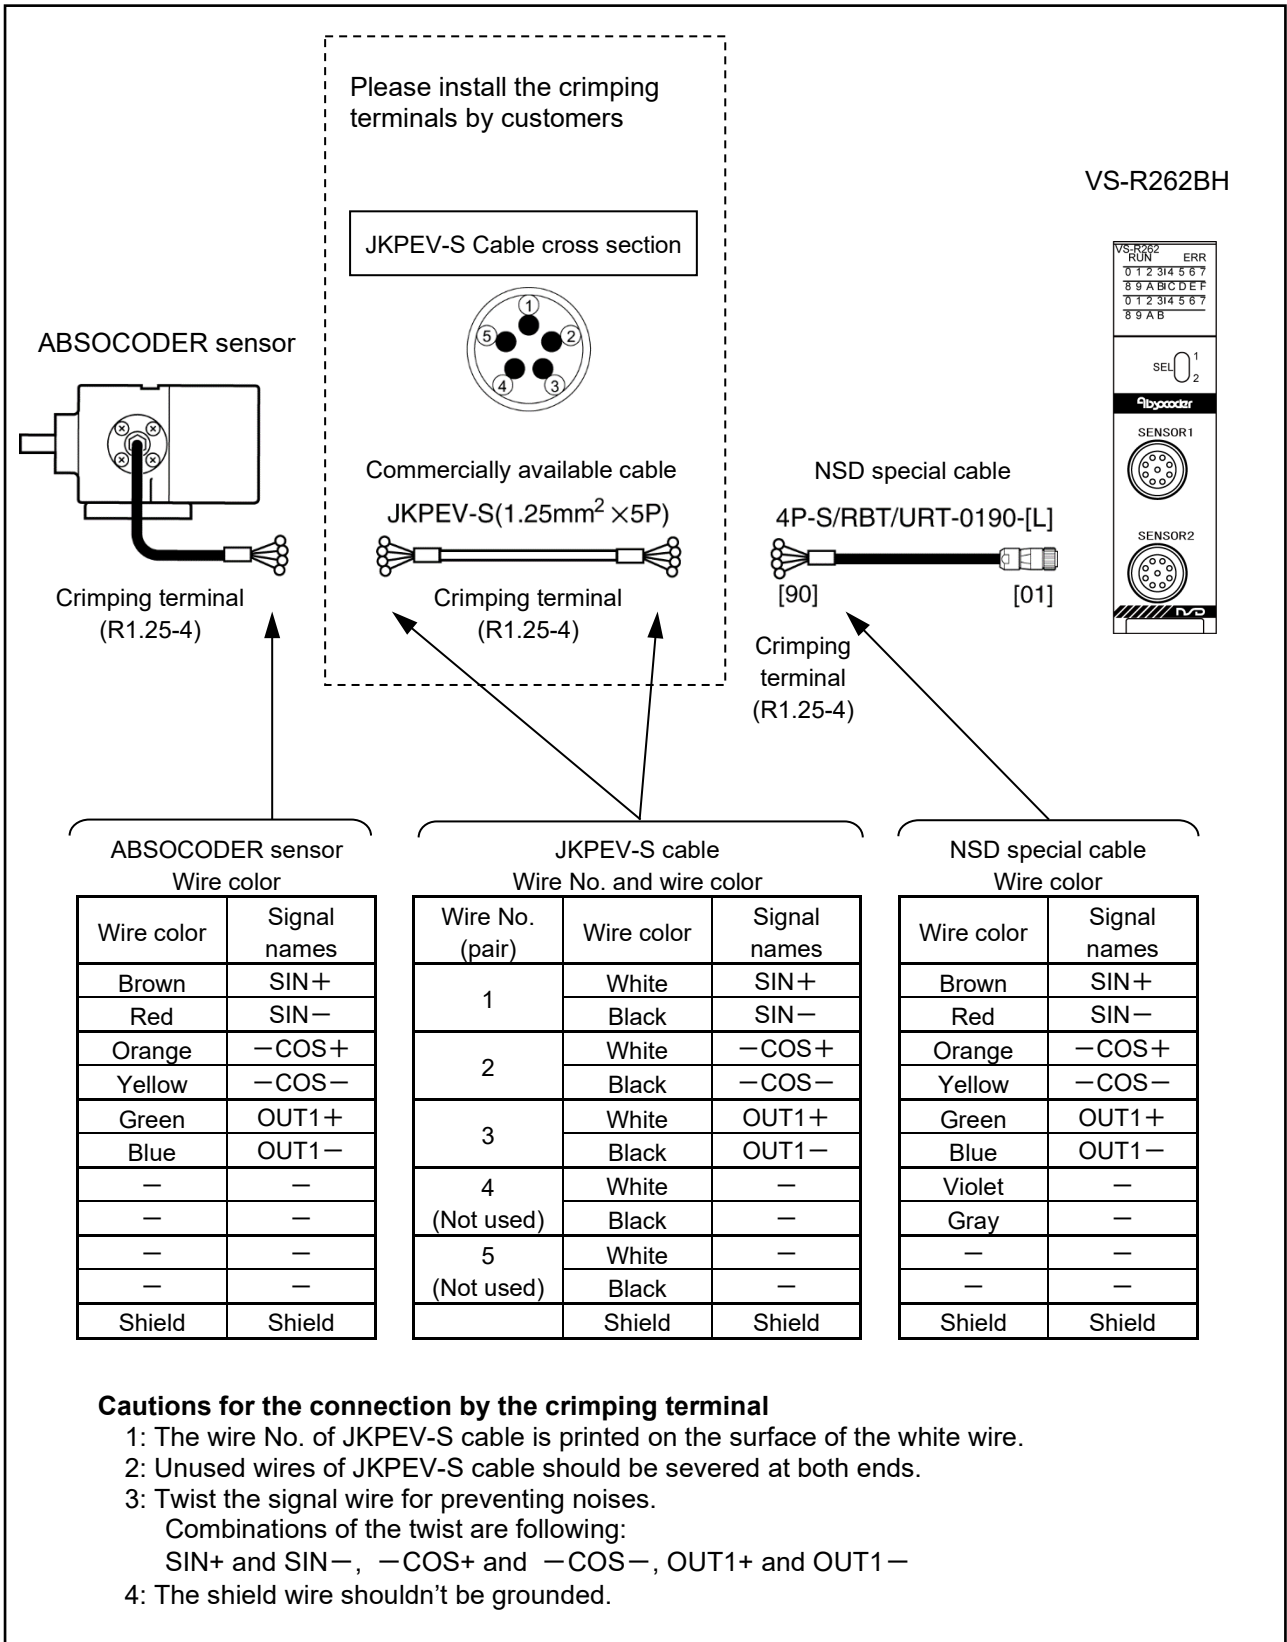 Please install the crimping
terminals by customers
JKPEV-S Cable cross section
1
2
3
4
5
VS-R262BH
VS-R262
RUN ERR
0 1 2 3 4 5 6 7
8 9 A B C D E F
0 1 2 3 4 5 6 7
8 9 A B
SEL 1
2
Absocoder
SENSOR1
SENSOR2
NSD
ABSOCODER sensor
Crimping terminal
(R1.25-4)
Commercially available cable
JKPEV-S(1.25mm² ×5P)
Crimping terminal
(R1.25-4)
NSD special cable
4P-S/RBT/URT-0190-[L]
[90] [01]
Crimping
terminal
(R1.25-4)
ABSOCODER sensor
Wire color
Wire color Signal names
Brown SIN+
Red SIN−
Orange −COS+
Yellow −COS−
Green OUT1+
Blue OUT1−
− −
− −
− −
− −
Shield Shield
JKPEV-S cable
Wire No. and wire color
Wire No. (pair) Wire color Signal names
1 White SIN+
Black SIN−
2 White −COS+
Black −COS−
3 White OUT1+
Black OUT1−
4 (Not used) White −
Black −
5 (Not used) White −
Black −
Shield Shield
NSD special cable
Wire color
Wire color Signal names
Brown SIN+
Red SIN−
Orange −COS+
Yellow −COS−
Green OUT1+
Blue OUT1−
Violet −
Gray −
− −
− −
Shield Shield
Cautions for the connection by the crimping terminal
1: The wire No. of JKPEV-S cable is printed on the surface of the white wire.
2: Unused wires of JKPEV-S cable should be severed at both ends.
3: Twist the signal wire for preventing noises.
Combinations of the twist are following:
SIN+ and SIN−, −COS+ and −COS−, OUT1+ and OUT1−
4: The shield wire shouldn't be grounded.